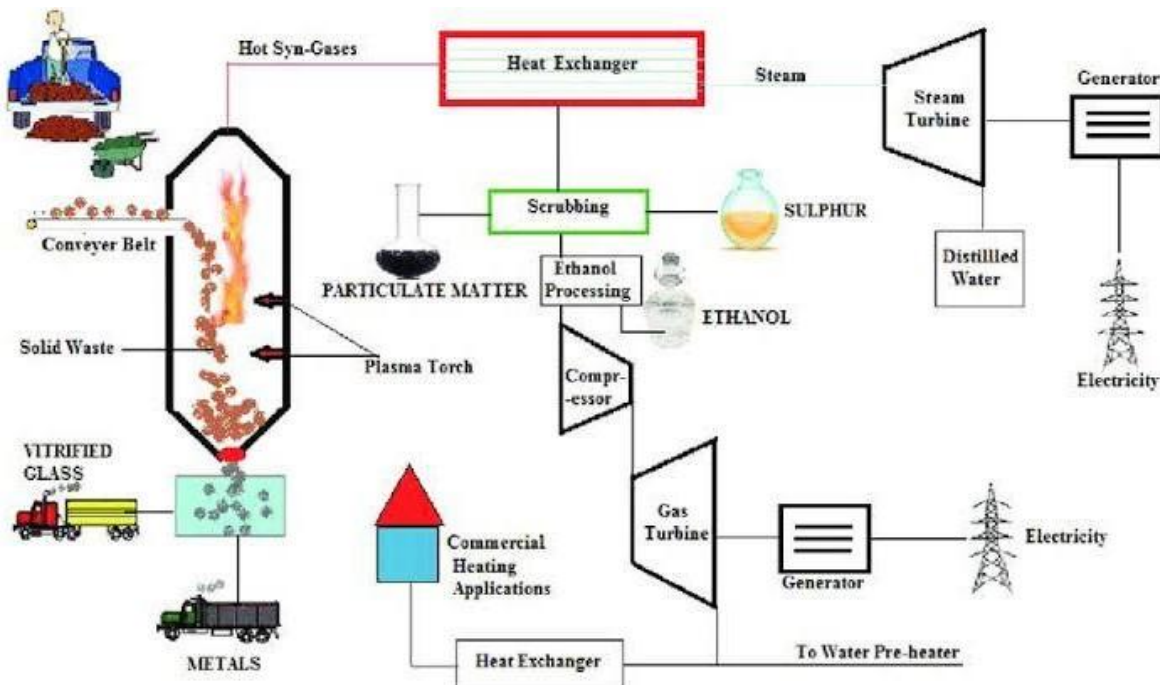 Hot Syn-Gases
Heat Exchanger
Steam
Steam
Turbine
Generator
Conveyer Belt
Scrubbing
SULPHUR
PARTICULATE MATTER
Ethanol
Processing
ETHANOL
Distillled
Water
Solid Waste
Plasma Torch
Compr-
-essor
Electricity
VITRIFIED
GLASS
Commercial
Heating
Applications
Gas
Turbine
Generator
Electricity
METALS
Heat Exchanger
To Water Pre-heater